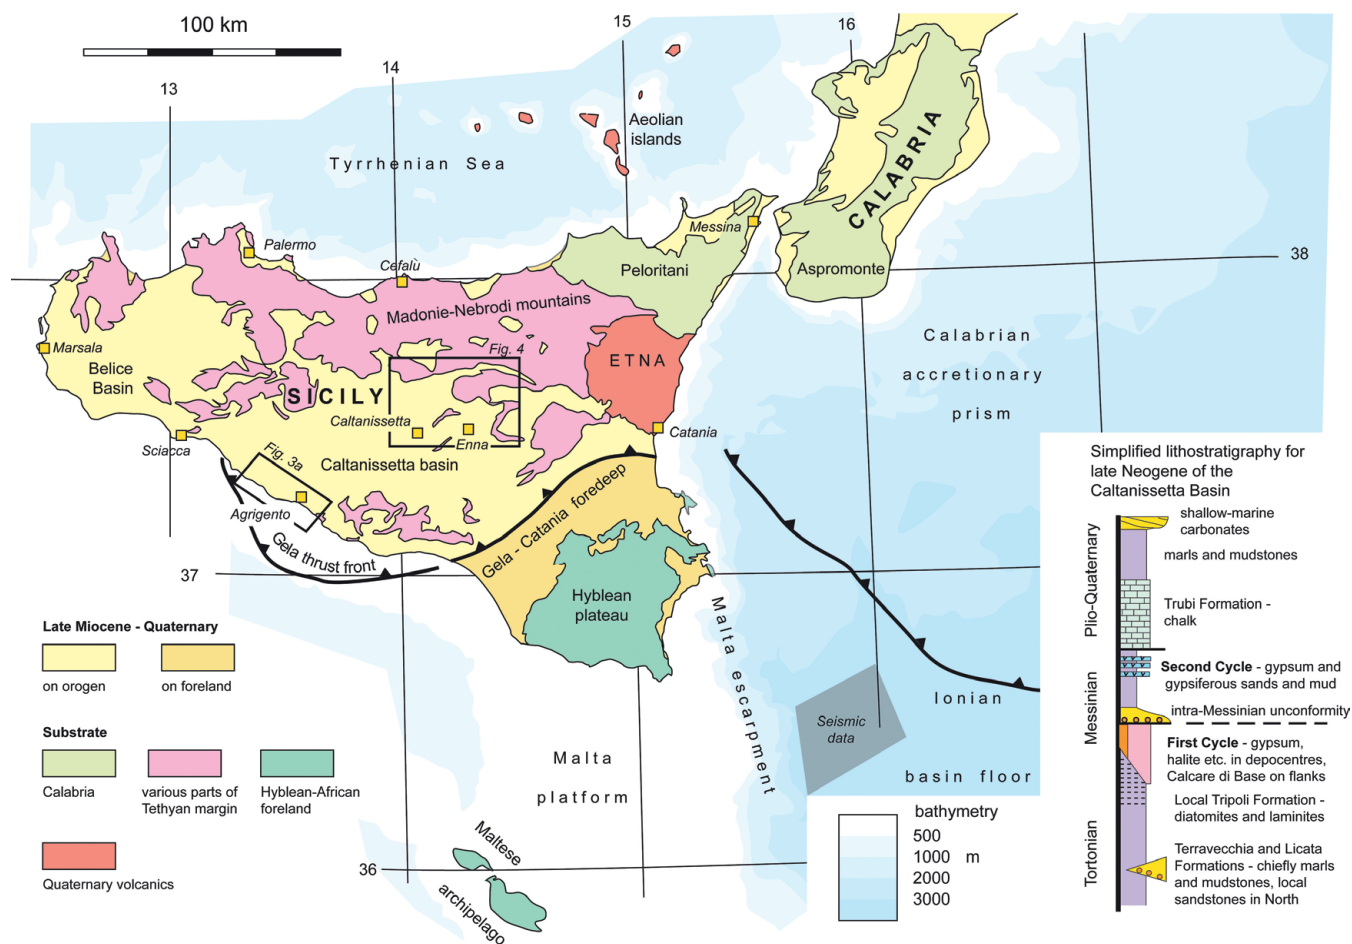 100 km
13
14
15
16
Aeolian
islands
Tyrrhenian Sea
CALABRIA
Messina
Palermo
Cefalù
Peloritani
Aspromonte
38
Madonie-Nebrodi mountains
Marsala
Belice
Basin
Fig. 4
ETNA
SICILY
Caltanissetta
Enna
Catania
Sciacca
Caltanissetta basin
Fig. 3a
Agrigento
Gela thrust front
Gela - Catania foredeep
37
Hyblean
plateau
Calabrian
accretionary
prism
Malta escarpment
Ionian
basin floor
Seismic
data
Malta
platform
Maltese
archipelago
36
Late Miocene - Quaternary
on orogen
on foreland
Substrate
Calabria
various parts of
Tethyan margin
Hyblean-African
foreland
Quaternary volcanics
bathymetry
500
1000 m
2000
3000
Simplified lithostratigraphy for
late Neogene of the
Caltanissetta Basin
Plio-Quaternary
Messinian
Tortonian
shallow-marine
carbonates
marls and mudstones
Trubi Formation -
chalk
Second Cycle - gypsum and
gypsiferous sands and mud
intra-Messinian unconformity
First Cycle - gypsum,
halite etc. in depocentres,
Calcare di Base on flanks
Local Tripoli Formation -
diatomites and laminites
Terravecchia and Licata
Formations - chiefly marls
and mudstones, local
sandstones in North